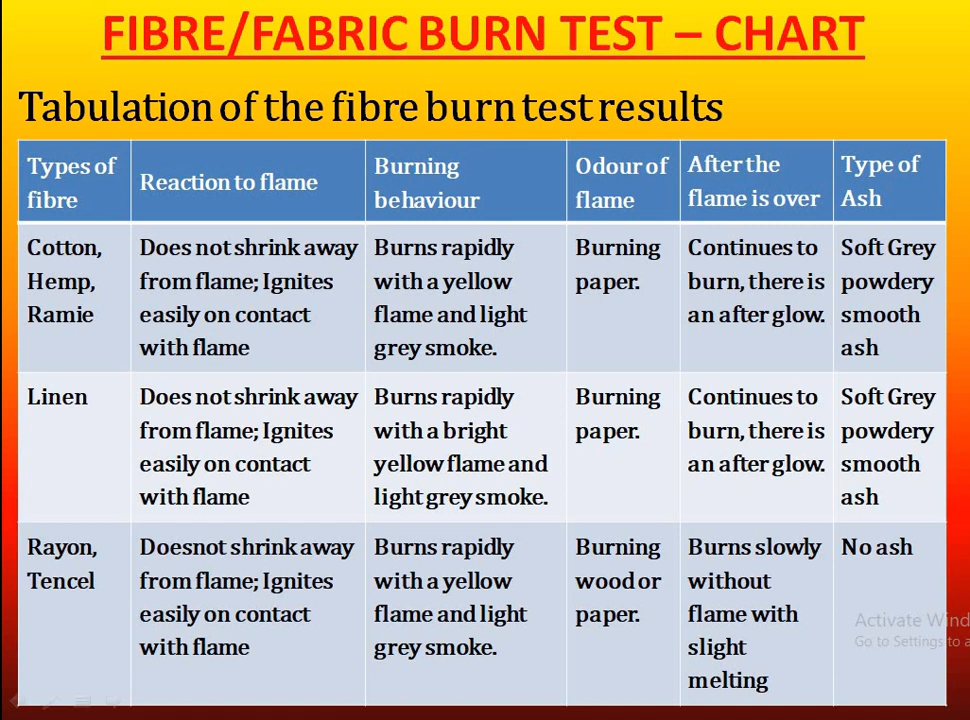 FIBRE/FABRIC BURN TEST – CHART
Tabulation of the fibre burn test results
Types of
fibre
Reaction to flame
Burning
behaviour
Odour of
flame
After the
flame is over
Type of
Ash
Cotton,
Hemp,
Ramie
Does not shrink away
from flame; Ignites
easily on contact
with flame
Burns rapidly
with a yellow
flame and light
grey smoke.
Burning
paper.
Continues to
burn, there is
an after glow.
Soft Grey
powdery
smooth
ash
Linen
Does not shrink away
from flame; Ignites
easily on contact
with flame
Burns rapidly
with a bright
yellow flame and
light grey smoke.
Burning
paper.
Continues to
burn, there is
an after glow.
Soft Grey
powdery
smooth
ash
Rayon,
Tencel
Doesnot shrink away
from flame; Ignites
easily on contact
with flame
Burns rapidly
with a yellow
flame and light
grey smoke.
Burning
wood or
paper.
Burns slowly
without
flame with
slight
melting
No ash
Activate Wind
Go to Settings to a